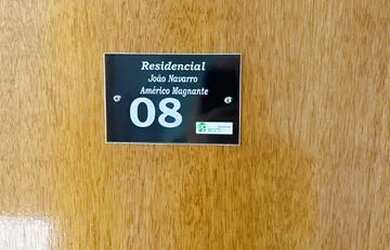 Residencial
João Navarro
Américo Magnante
08